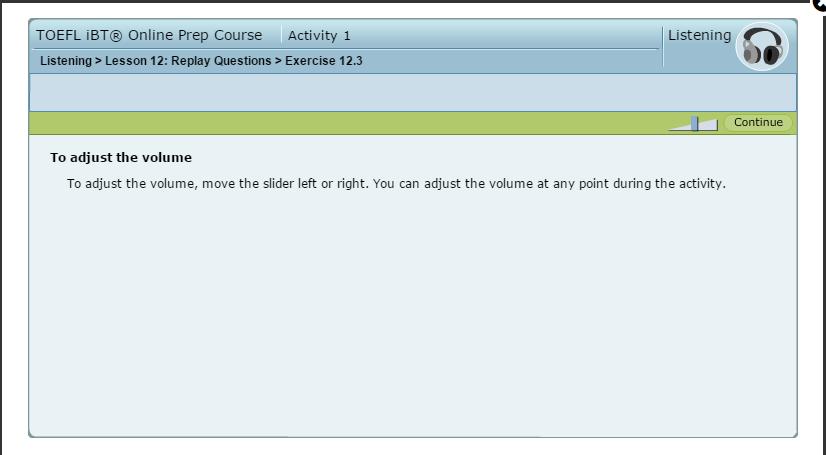 TOEFL iBT® Online Prep Course Activity 1 Listening
Listening > Lesson 12: Replay Questions > Exercise 12.3
Continue
To adjust the volume
To adjust the volume, move the slider left or right. You can adjust the volume at any point during the activity.